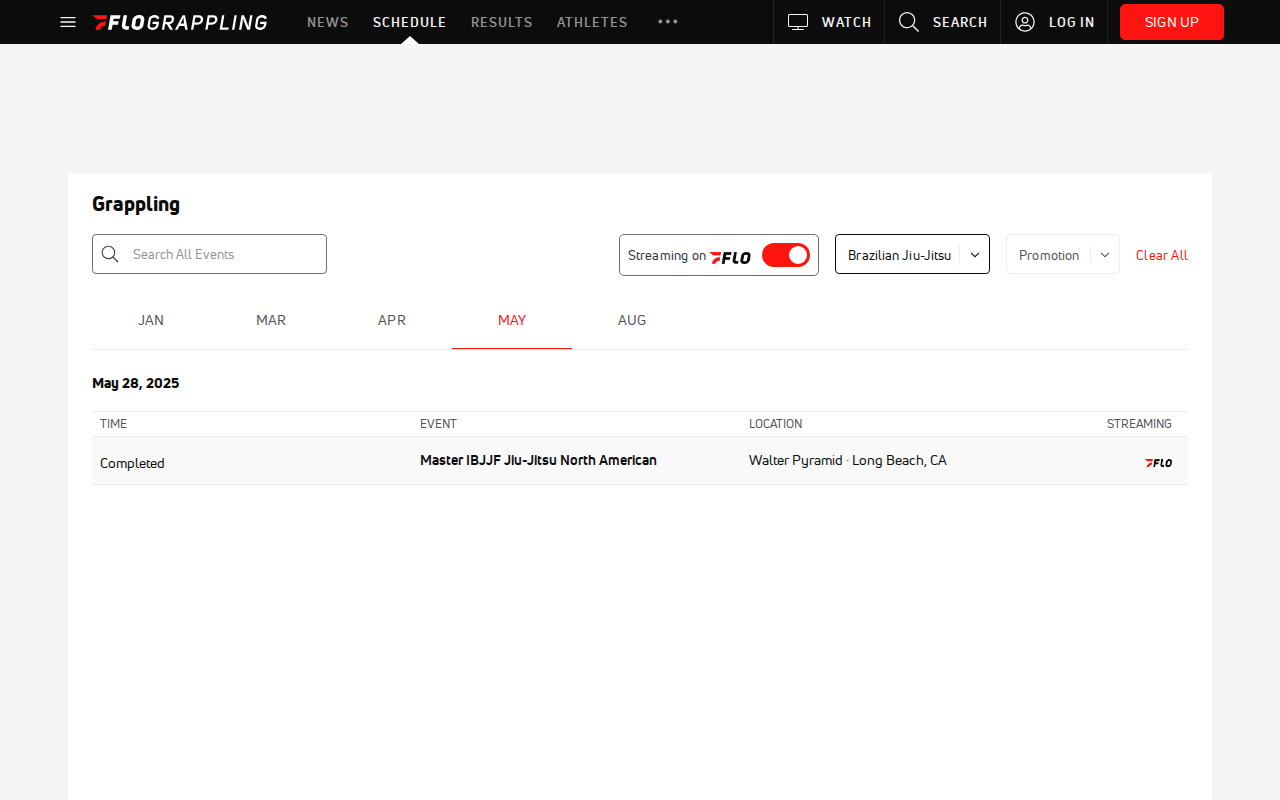 FLOGRAPPLING NEWS SCHEDULE RESULTS ATHLETES WATCH SEARCH LOG IN SIGN UP
Grappling
Search All Events Streaming on FLO Brazilian Jiu-Jitsu Promotion Clear All
JAN MAR APR MAY AUG
May 28, 2025
TIME EVENT LOCATION STREAMING
Completed Master IBJJF Jiu-Jitsu North American Walter Pyramid · Long Beach, CA FLO